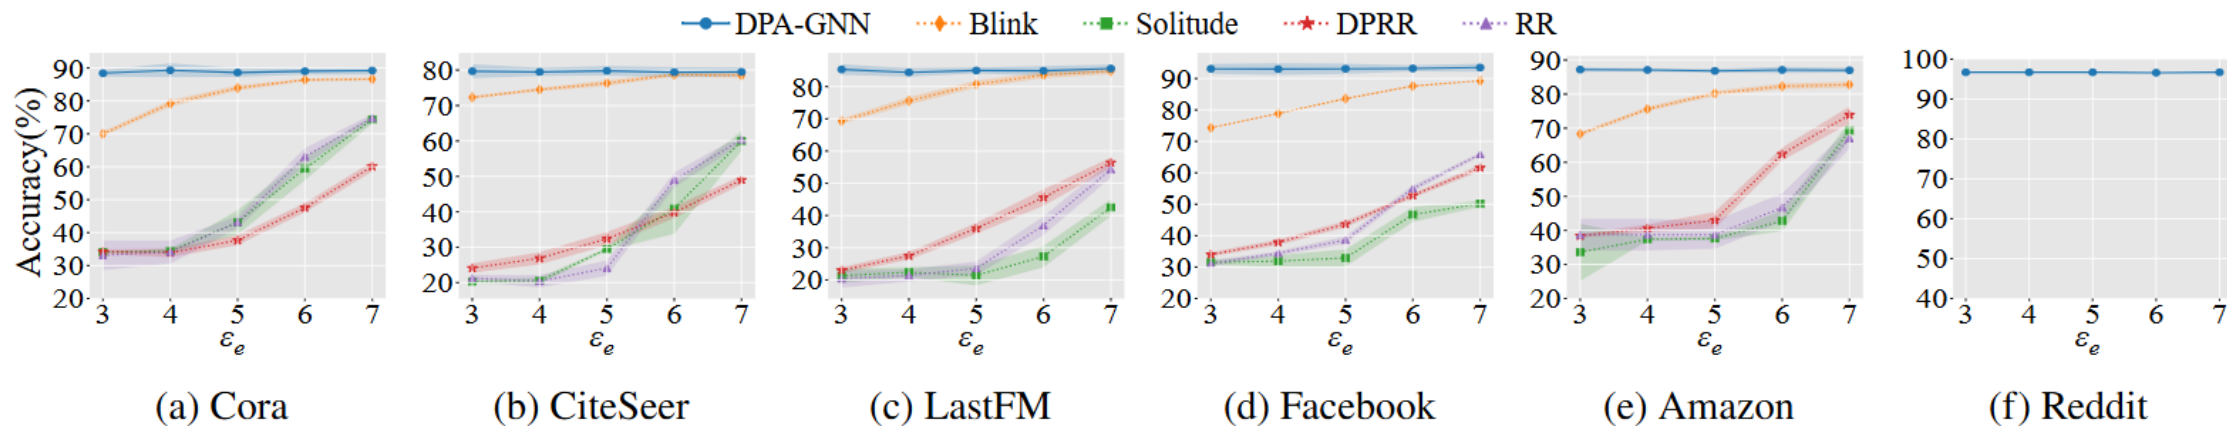 DPA-GNN Blink Solitude DPRR RR
Accuracy(%)
90 80 70 60 50 40 30 20
3 4 5 6 7
εe
(a) Cora
80 70 60 50 40 30 20
3 4 5 6 7
εe
(b) CiteSeer
80 70 60 50 40 30 20
3 4 5 6 7
εe
(c) LastFM
90 80 70 60 50 40 30 20
3 4 5 6 7
εe
(d) Facebook
90 80 70 60 50 40 30 20
3 4 5 6 7
εe
(e) Amazon
100 90 80 70 60 50 40
3 4 5 6 7
εe
(f) Reddit